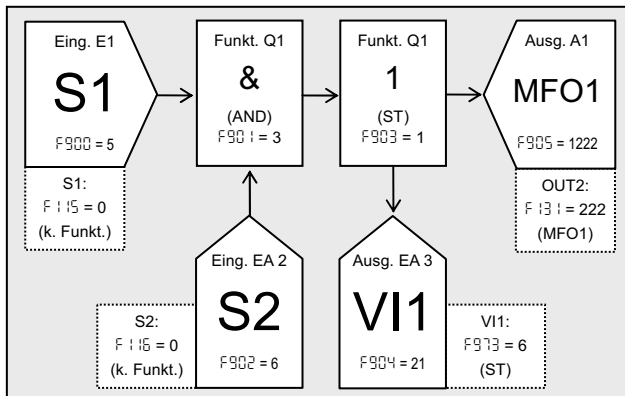 Eing. E1
S1
F900 = 5
S1:
F115 = 0
(k. Funkt.)
Funkt. Q1
&
(AND)
F901 = 3
Funkt. Q1
1
(ST)
F903 = 1
Ausg. A1
MFO1
F905 = 1222
OUT2:
F131 = 222
(MFO1)
S2:
F116 = 0
(k. Funkt.)
Eing. EA 2
S2
F902 = 6
Ausg. EA 3
VI1
F904 = 21
VI1:
F973 = 6
(ST)